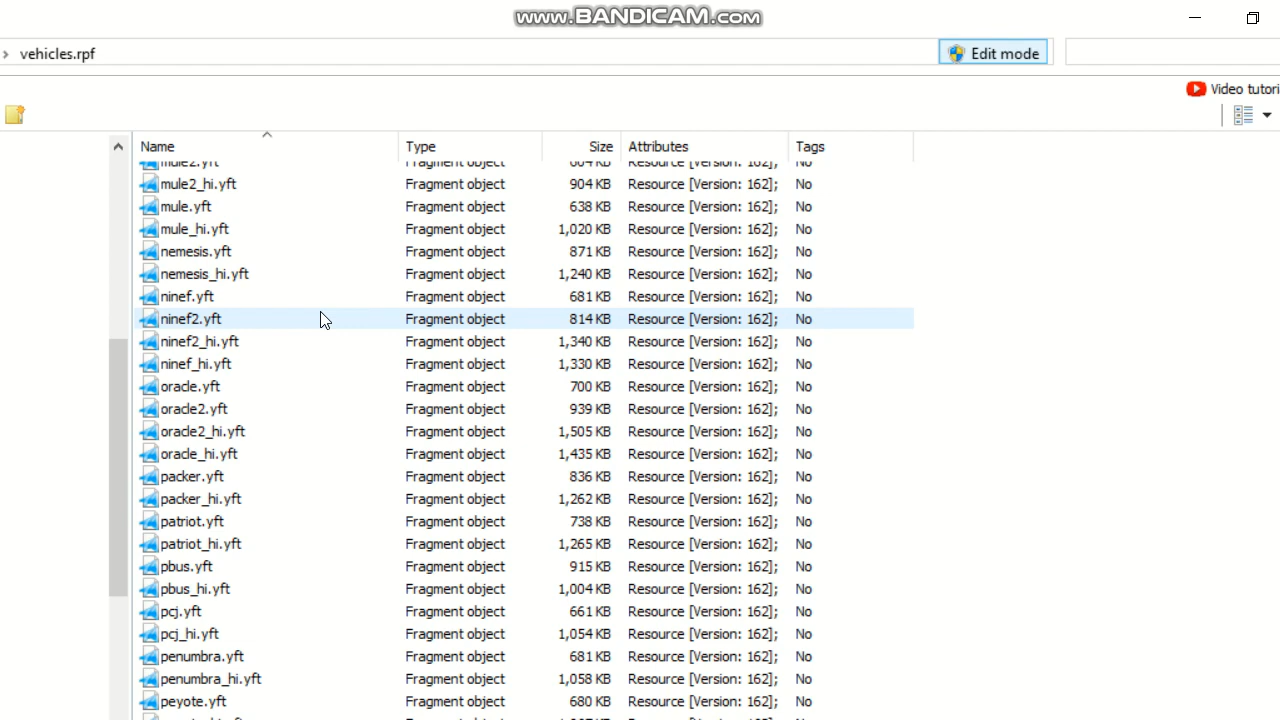 www.BANDICAM.com
vehicles.rpf
Edit mode
Video tutori
Name Type Size Attributes Tags
mule2.yft Fragment object 604 KB Resource [Version: 162]; No
mule2_hi.yft Fragment object 904 KB Resource [Version: 162]; No
mule.yft Fragment object 638 KB Resource [Version: 162]; No
mule_hi.yft Fragment object 1,020 KB Resource [Version: 162]; No
nemesis.yft Fragment object 871 KB Resource [Version: 162]; No
nemesis_hi.yft Fragment object 1,240 KB Resource [Version: 162]; No
ninef.yft Fragment object 681 KB Resource [Version: 162]; No
ninef2.yft Fragment object 814 KB Resource [Version: 162]; No
ninef2_hi.yft Fragment object 1,340 KB Resource [Version: 162]; No
ninef_hi.yft Fragment object 1,330 KB Resource [Version: 162]; No
oracle.yft Fragment object 700 KB Resource [Version: 162]; No
oracle2.yft Fragment object 939 KB Resource [Version: 162]; No
oracle2_hi.yft Fragment object 1,505 KB Resource [Version: 162]; No
oracle_hi.yft Fragment object 1,435 KB Resource [Version: 162]; No
packer.yft Fragment object 836 KB Resource [Version: 162]; No
packer_hi.yft Fragment object 1,262 KB Resource [Version: 162]; No
patriot.yft Fragment object 738 KB Resource [Version: 162]; No
patriot_hi.yft Fragment object 1,265 KB Resource [Version: 162]; No
pbus.yft Fragment object 915 KB Resource [Version: 162]; No
pbus_hi.yft Fragment object 1,004 KB Resource [Version: 162]; No
pcj.yft Fragment object 661 KB Resource [Version: 162]; No
pcj_hi.yft Fragment object 1,054 KB Resource [Version: 162]; No
penumbra.yft Fragment object 681 KB Resource [Version: 162]; No
penumbra_hi.yft Fragment object 1,058 KB Resource [Version: 162]; No
peyote.yft Fragment object 680 KB Resource [Version: 162]; No